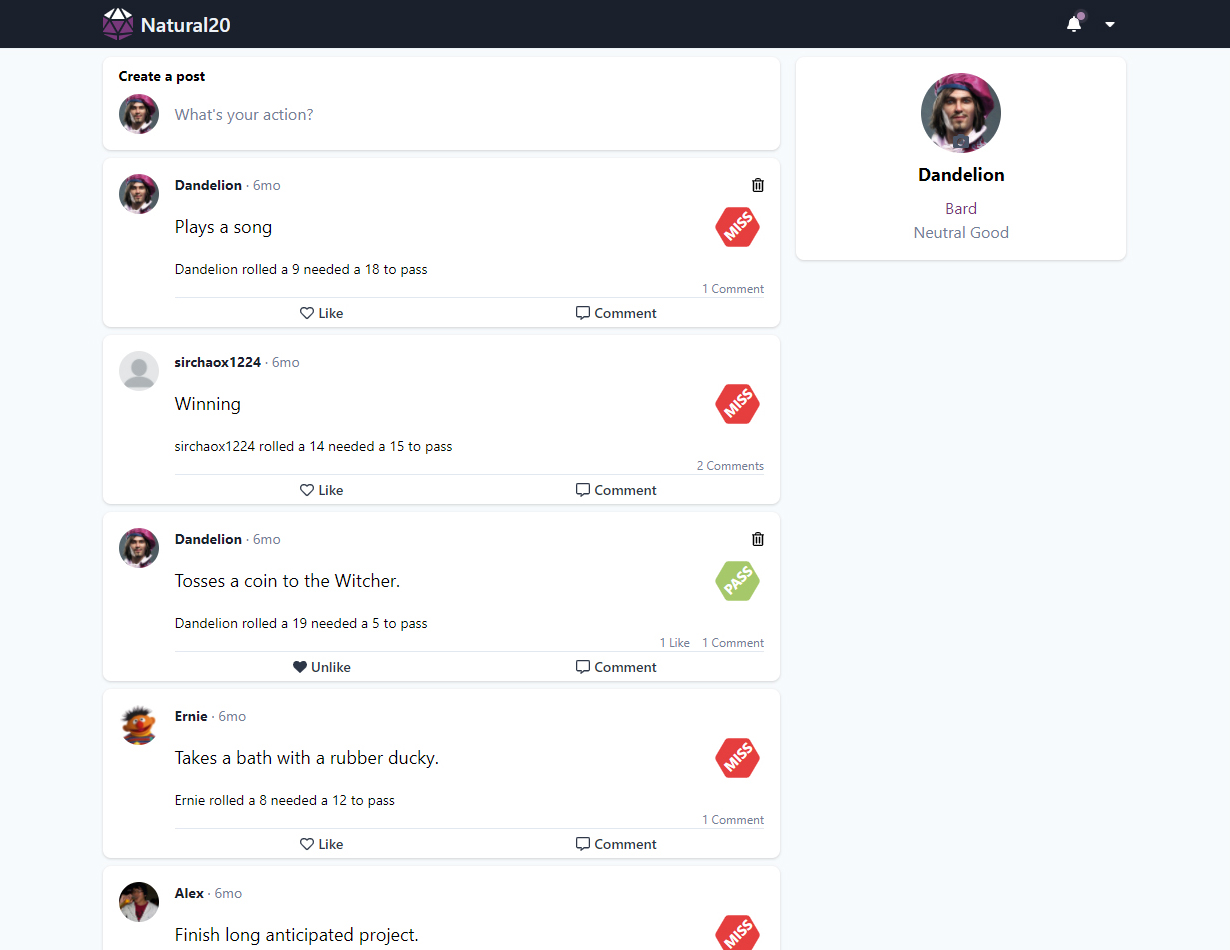 Natural20
Create a post
What's your action?
Dandelion · 6mo
Plays a song
MISS
Dandelion rolled a 9 needed a 18 to pass
1 Comment
Like
Comment
sirchaox1224 · 6mo
Winning
MISS
sirchaox1224 rolled a 14 needed a 15 to pass
2 Comments
Like
Comment
Dandelion · 6mo
Tosses a coin to the Witcher.
PASS
Dandelion rolled a 19 needed a 5 to pass
1 Like 1 Comment
Unlike
Comment
Ernie · 6mo
Takes a bath with a rubber ducky.
MISS
Ernie rolled a 8 needed a 12 to pass
1 Comment
Like
Comment
Alex · 6mo
Finish long anticipated project.
MISS
Dandelion
Bard
Neutral Good